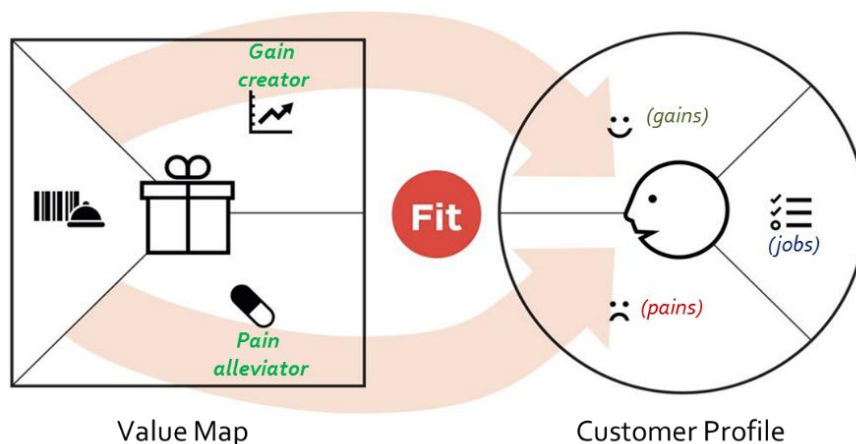 Gain
creator
(gains)
Fit
(jobs)
(pains)
Pain
alleviator
Value Map
Customer Profile